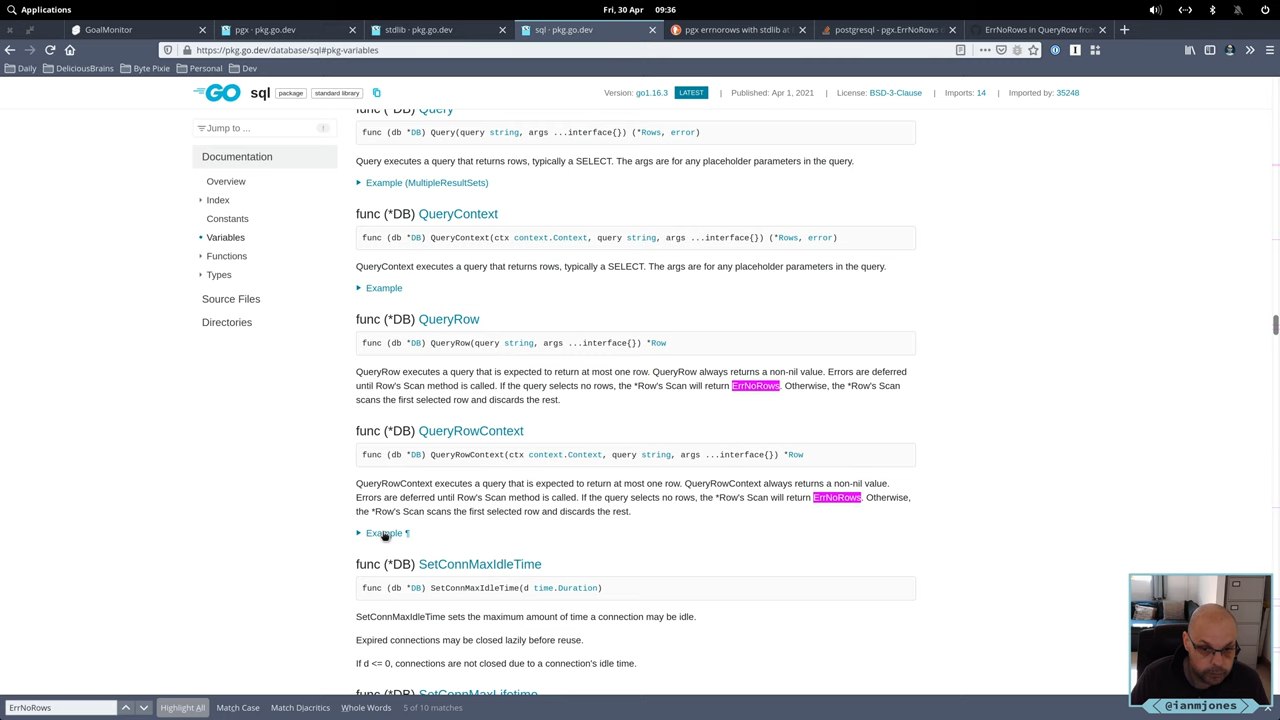 Applications
Fri, 30 Apr 09:36
GoalMonitor
pgx · pkg.go.dev
stdlib · pkg.go.dev
sql · pkg.go.dev
pgx errnorows with stdlib at
postgresql - pgx.ErrNoRows
ErrNoRows in QueryRow from
https://pkg.go.dev/database/sql#pkg-variables
Daily
DeliciousBrains
Byte Pixie
Personal
Dev
GO
sql
package
standard library
Version: go1.16.3
LATEST
Published: Apr 1, 2021
License: BSD-3-Clause
Imports: 14
Imported by: 35248
Jump to ...
Documentation
Overview
Index
Constants
Variables
Functions
Types
Source Files
Directories
func (*DB) Query
func (db *DB) Query(query string, args ...interface{}) (*Rows, error)
Query executes a query that returns rows, typically a SELECT. The args are for any placeholder parameters in the query.
Example (MultipleResultSets)
func (*DB) QueryContext
func (db *DB) QueryContext(ctx context.Context, query string, args ...interface{}) (*Rows, error)
QueryContext executes a query that returns rows, typically a SELECT. The args are for any placeholder parameters in the query.
Example
func (*DB) QueryRow
func (db *DB) QueryRow(query string, args ...interface{}) *Row
QueryRow executes a query that is expected to return at most one row. QueryRow always returns a non-nil value. Errors are deferred
until Row's Scan method is called. If the query selects no rows, the *Row's Scan will return ErrNoRows. Otherwise, the *Row's Scan
scans the first selected row and discards the rest.
func (*DB) QueryRowContext
func (db *DB) QueryRowContext(ctx context.Context, query string, args ...interface{}) *Row
QueryRowContext executes a query that is expected to return at most one row. QueryRowContext always returns a non-nil value.
Errors are deferred until Row's Scan method is called. If the query selects no rows, the *Row's Scan will return ErrNoRows. Otherwise,
the *Row's Scan scans the first selected row and discards the rest.
Example ¶
func (*DB) SetConnMaxIdleTime
func (db *DB) SetConnMaxIdleTime(d time.Duration)
SetConnMaxIdleTime sets the maximum amount of time a connection may be idle.
Expired connections may be closed lazily before reuse.
If d <= 0, connections are not closed due to a connection's idle time.
func (*DB) SetConnMaxLifetime
ErrNoRows
Highlight All
Match Case
Match Diacritics
Whole Words
5 of 10 matches
@ianmjones